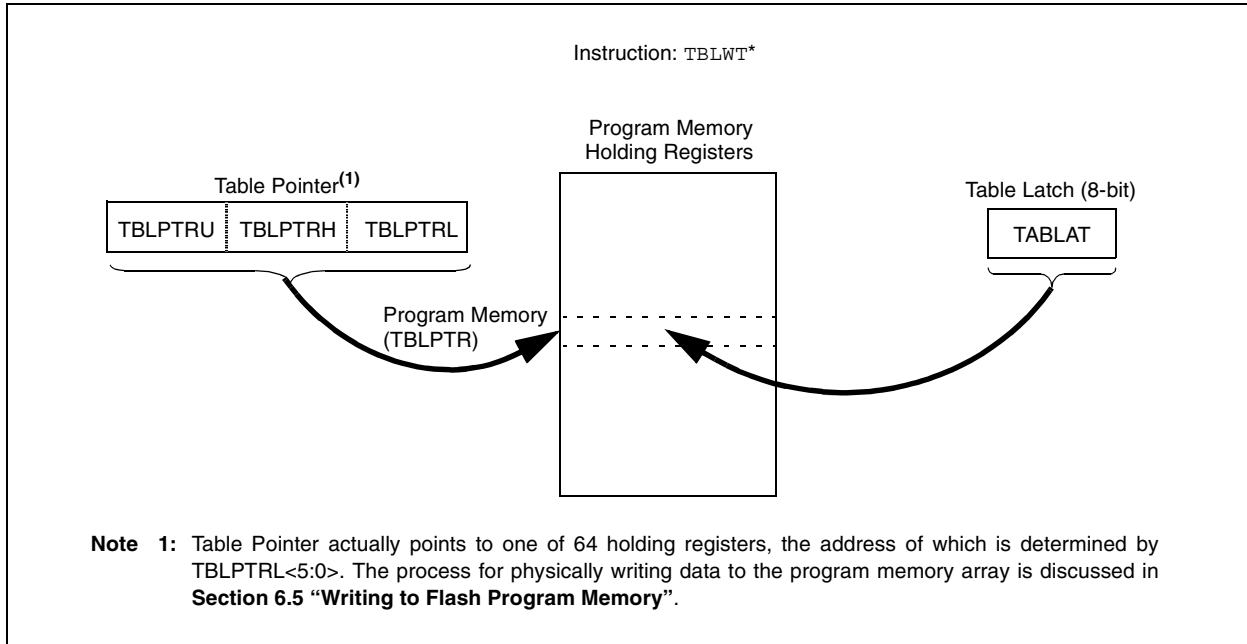 Instruction: TBLWT*
Program Memory
Holding Registers
Table Pointer(1)
Table Latch (8-bit)
TBLPTRU TBLPTRH TBLPTRL
TABLAT
Program Memory
(TBLPTR)
Note 1: Table Pointer actually points to one of 64 holding registers, the address of which is determined by
TBLPTRL<5:0>. The process for physically writing data to the program memory array is discussed in
Section 6.5 “Writing to Flash Program Memory”.